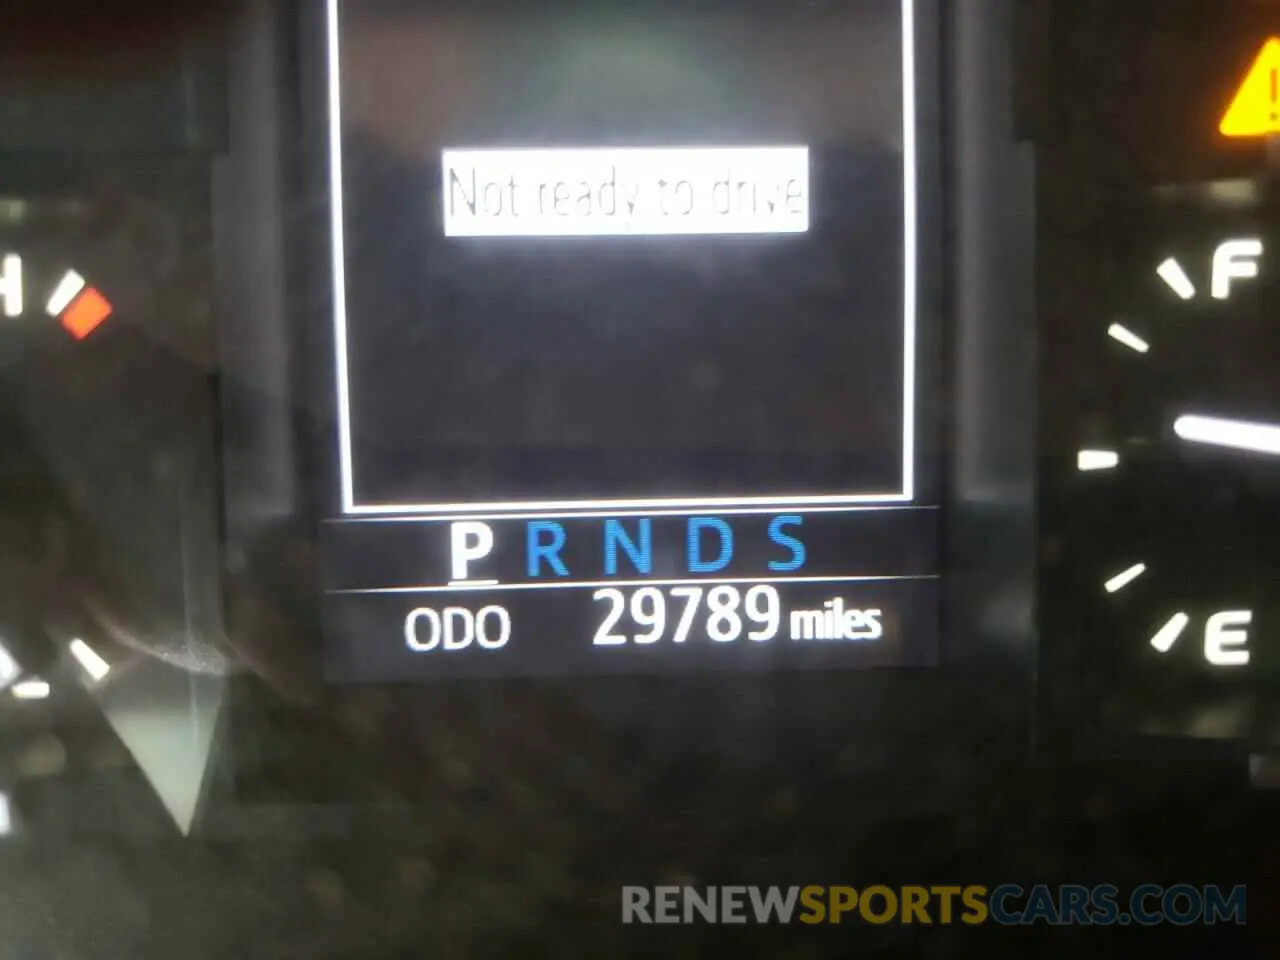 Not ready to drive
H
F
P R N D S
ODO 29789 miles
E
RENEWSPORTSCARS.COM